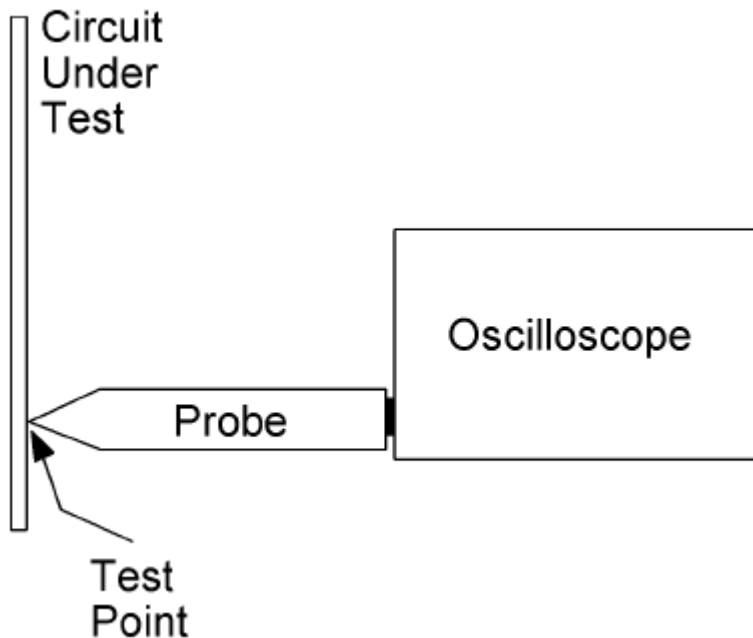 Circuit
Under
Test
Oscilloscope
Probe
Test
Point